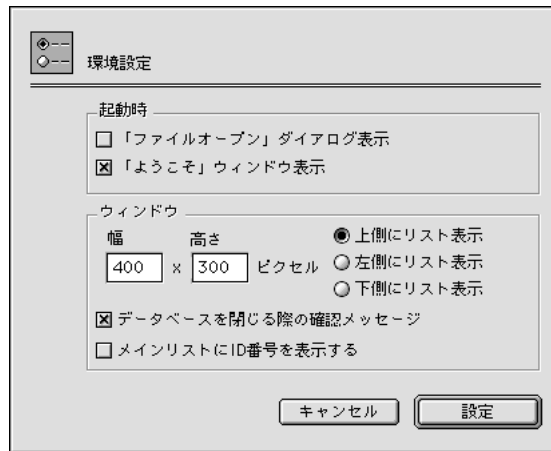 環境設定
起動時
「ファイルオープン」ダイアログ表示
「ようこそ」ウィンドウ表示
ウィンドウ
幅 高さ
400 x 300 ピクセル
上側にリスト表示
左側にリスト表示
下側にリスト表示
データベースを閉じる際の確認メッセージ
メインリストにID番号を表示する
キャンセル 設定